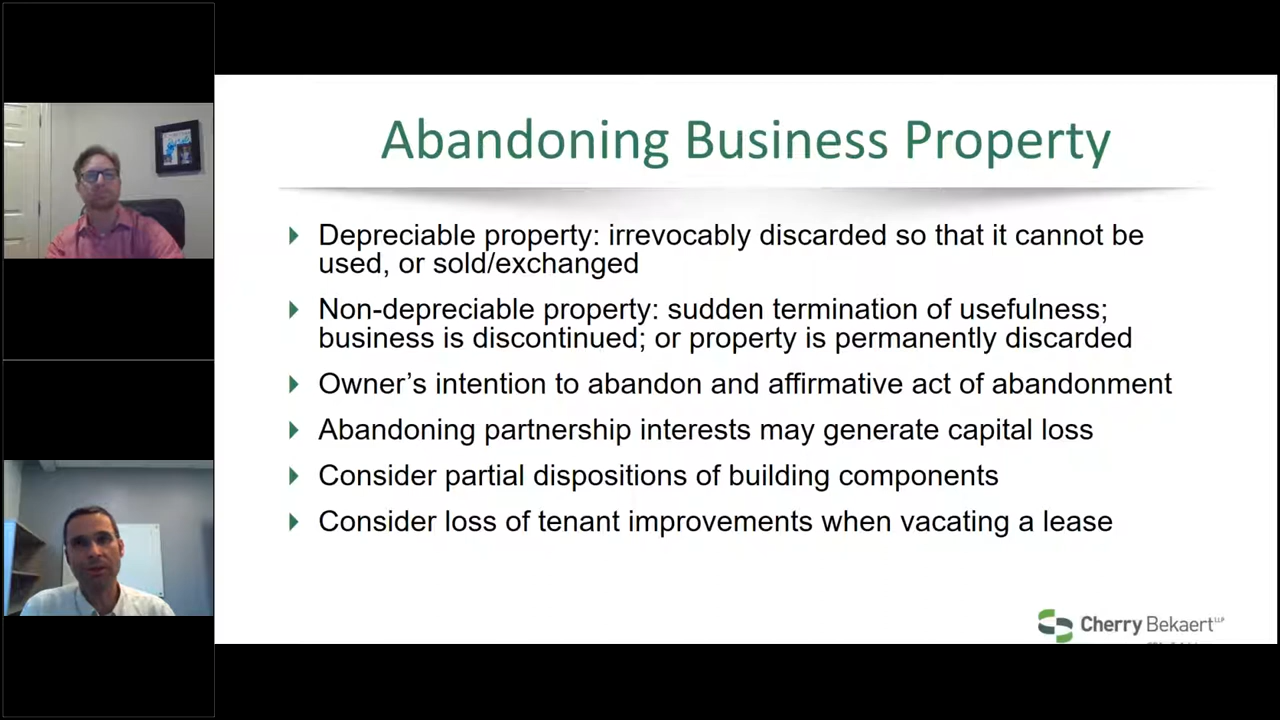 Abandoning Business Property
Depreciable property: irrevocably discarded so that it cannot be
used, or sold/exchanged
Non-depreciable property: sudden termination of usefulness;
business is discontinued; or property is permanently discarded
Owner’s intention to abandon and affirmative act of abandonment
Abandoning partnership interests may generate capital loss
Consider partial dispositions of building components
Consider loss of tenant improvements when vacating a lease
Cherry Bekaert LLP